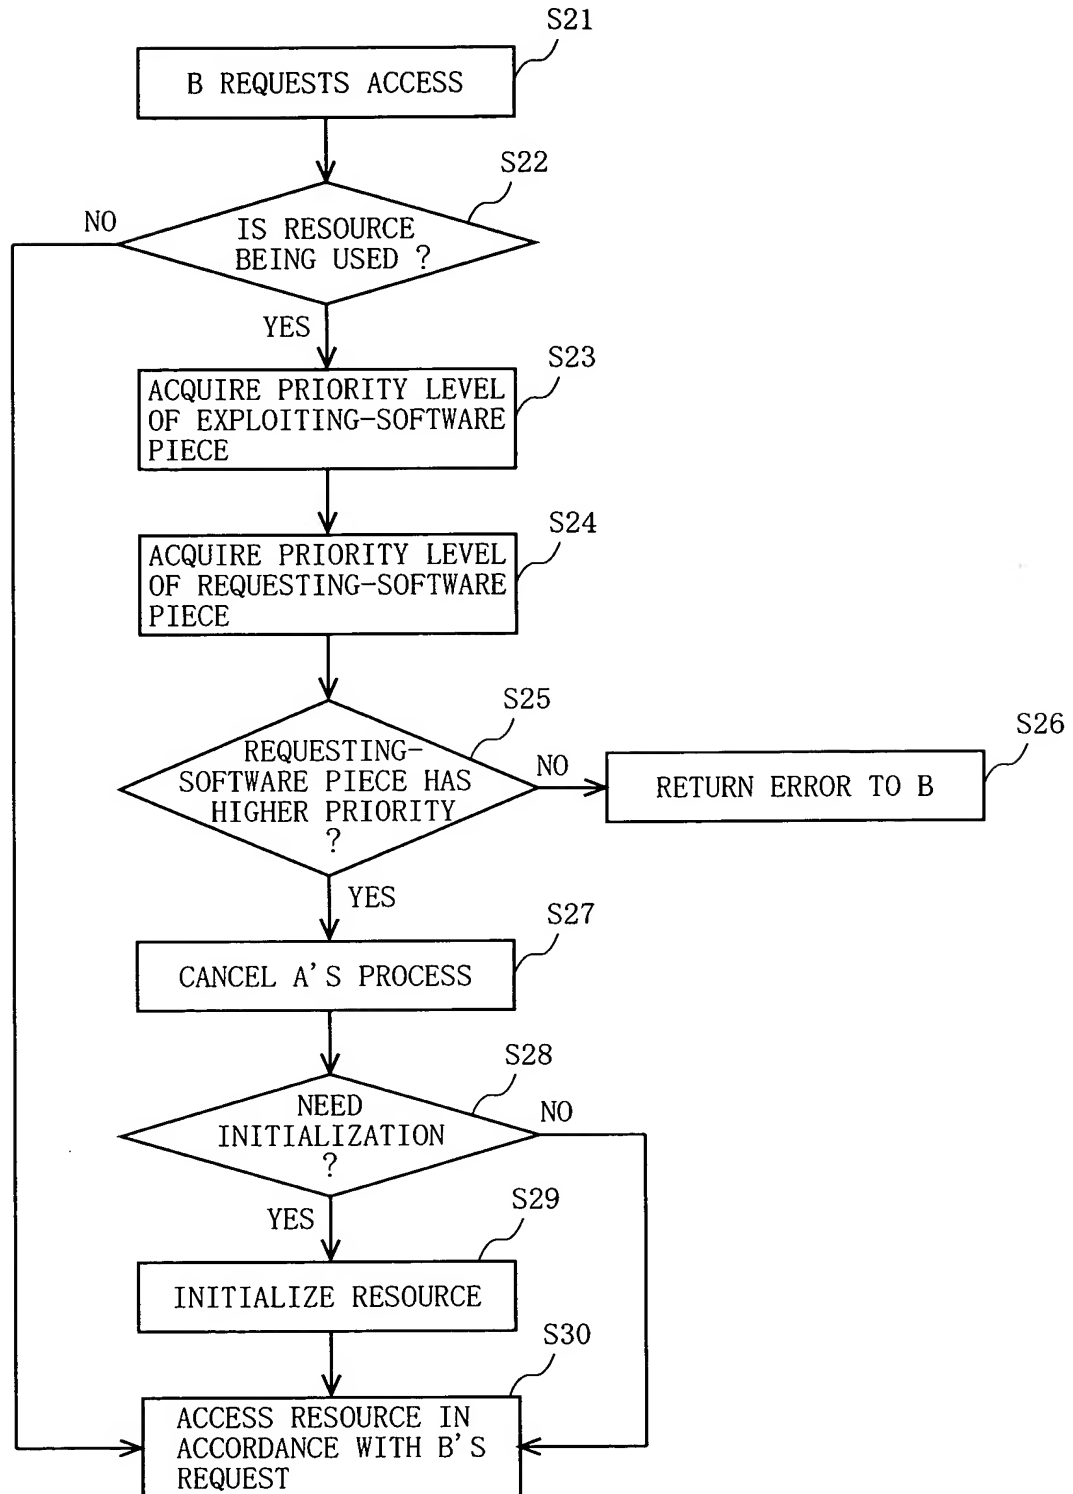 S21
B REQUESTS ACCESS
S22
NO
IS RESOURCE
BEING USED ?
YES
S23
ACQUIRE PRIORITY LEVEL
OF EXPLOITING-SOFTWARE
PIECE
S24
ACQUIRE PRIORITY LEVEL
OF REQUESTING-SOFTWARE
PIECE
S25
REQUESTING-
SOFTWARE PIECE HAS
HIGHER PRIORITY
?
NO
S26
RETURN ERROR TO B
YES
S27
CANCEL A'S PROCESS
S28
NEED
INITIALIZATION
?
NO
YES
S29
INITIALIZE RESOURCE
S30
ACCESS RESOURCE IN
ACCORDANCE WITH B'S
REQUEST